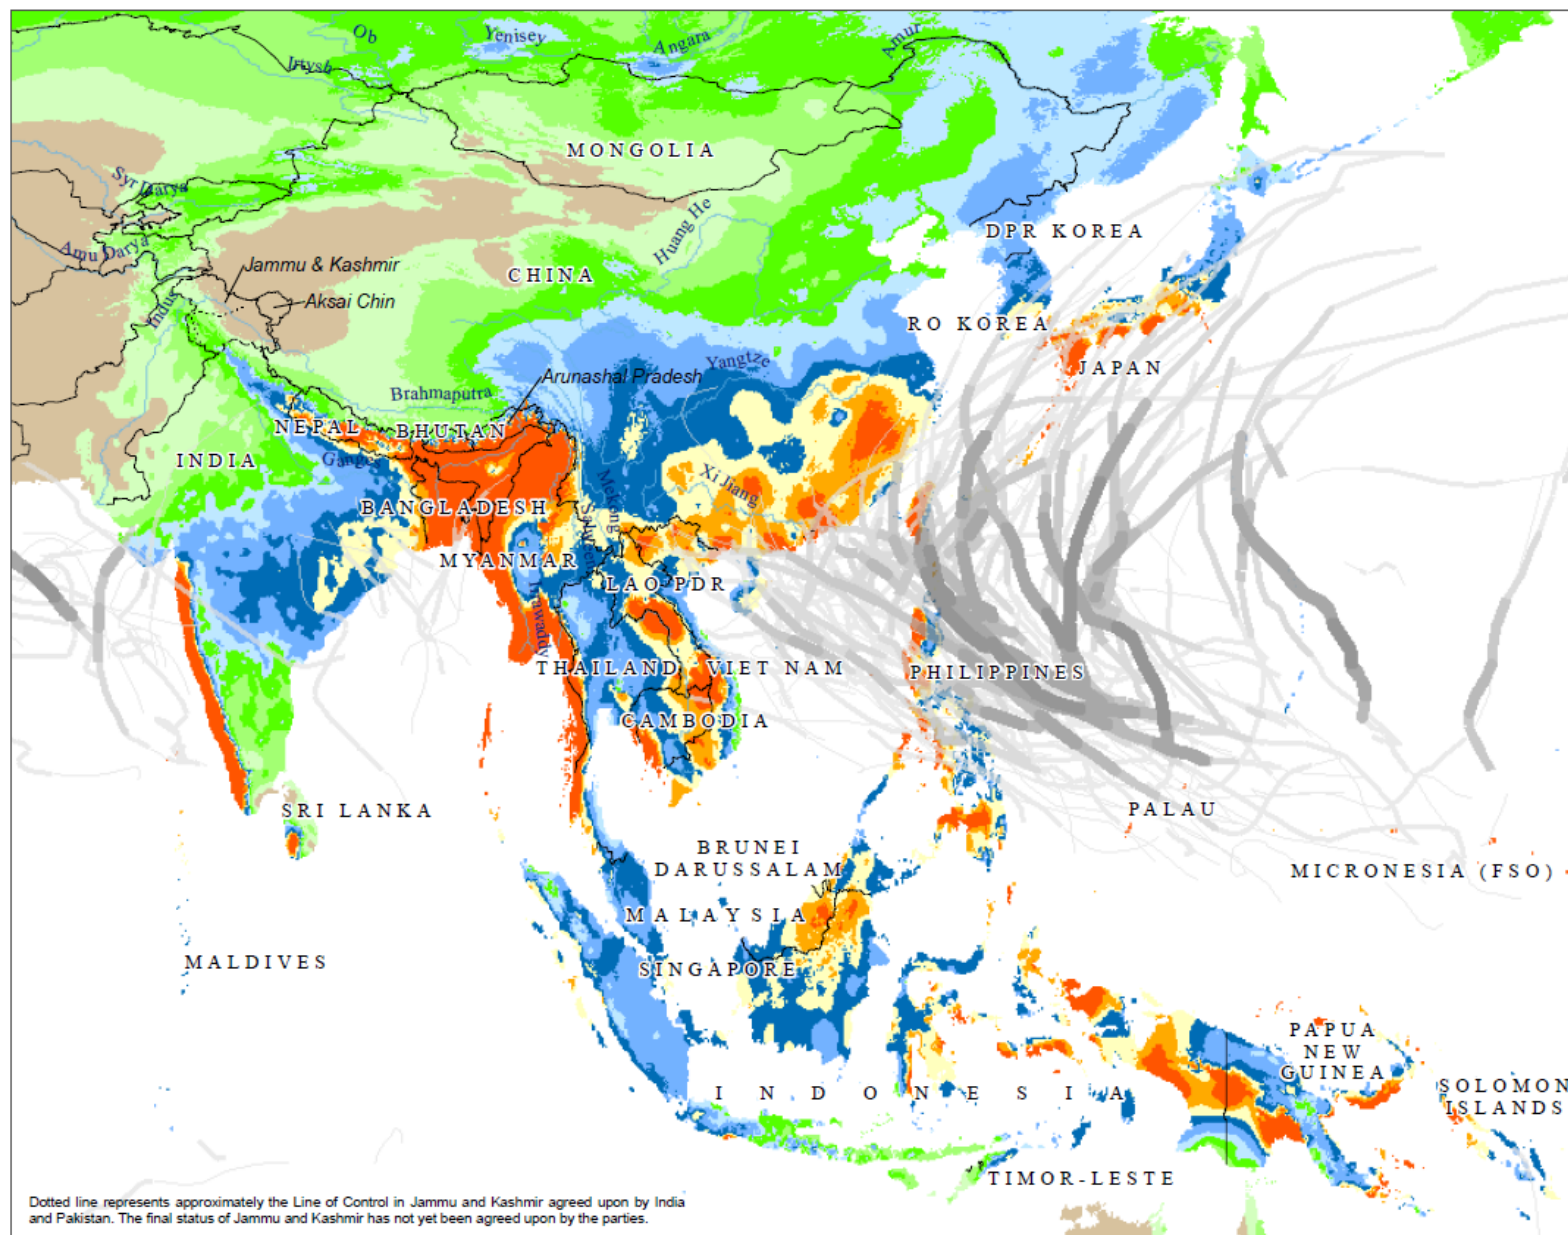 Ob
Yenisey
Angara
Amur
Irtysh
MONGOLIA
Syr Darya
Huang He
DPR KOREA
Amu Darya
Jammu & Kashmir
CHINA
Indus
Aksai Chin
RO KOREA
Yangtze
JAPAN
Arunashal Pradesh
Brahmaputra
NEPAL
BHUTAN
INDIA
Ganges
Mekong
Xi Jiang
BANGLADESH
Salween
MYANMAR
LAO PDR
Irrawaddy
THAILAND
VIET NAM
PHILIPPINES
CAMBODIA
SRI LANKA
PALAU
BRUNEI
DARUSSALAM
MICRONESIA (FSO)
MALAYSIA
MALDIVES
SINGAPORE
PAPUA
NEW
GUINEA
INDONESIA
SOLOMON
ISLANDS
TIMOR-LESTE
Dotted line represents approximately the Line of Control in Jammu and Kashmir agreed upon by India
and Pakistan. The final status of Jammu and Kashmir has not yet been agreed upon by the parties.